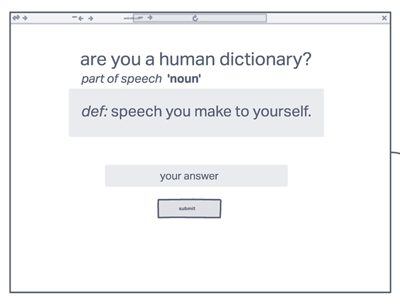 are you a human dictionary?
part of speech 'noun'
def: speech you make to yourself.
your answer
submit